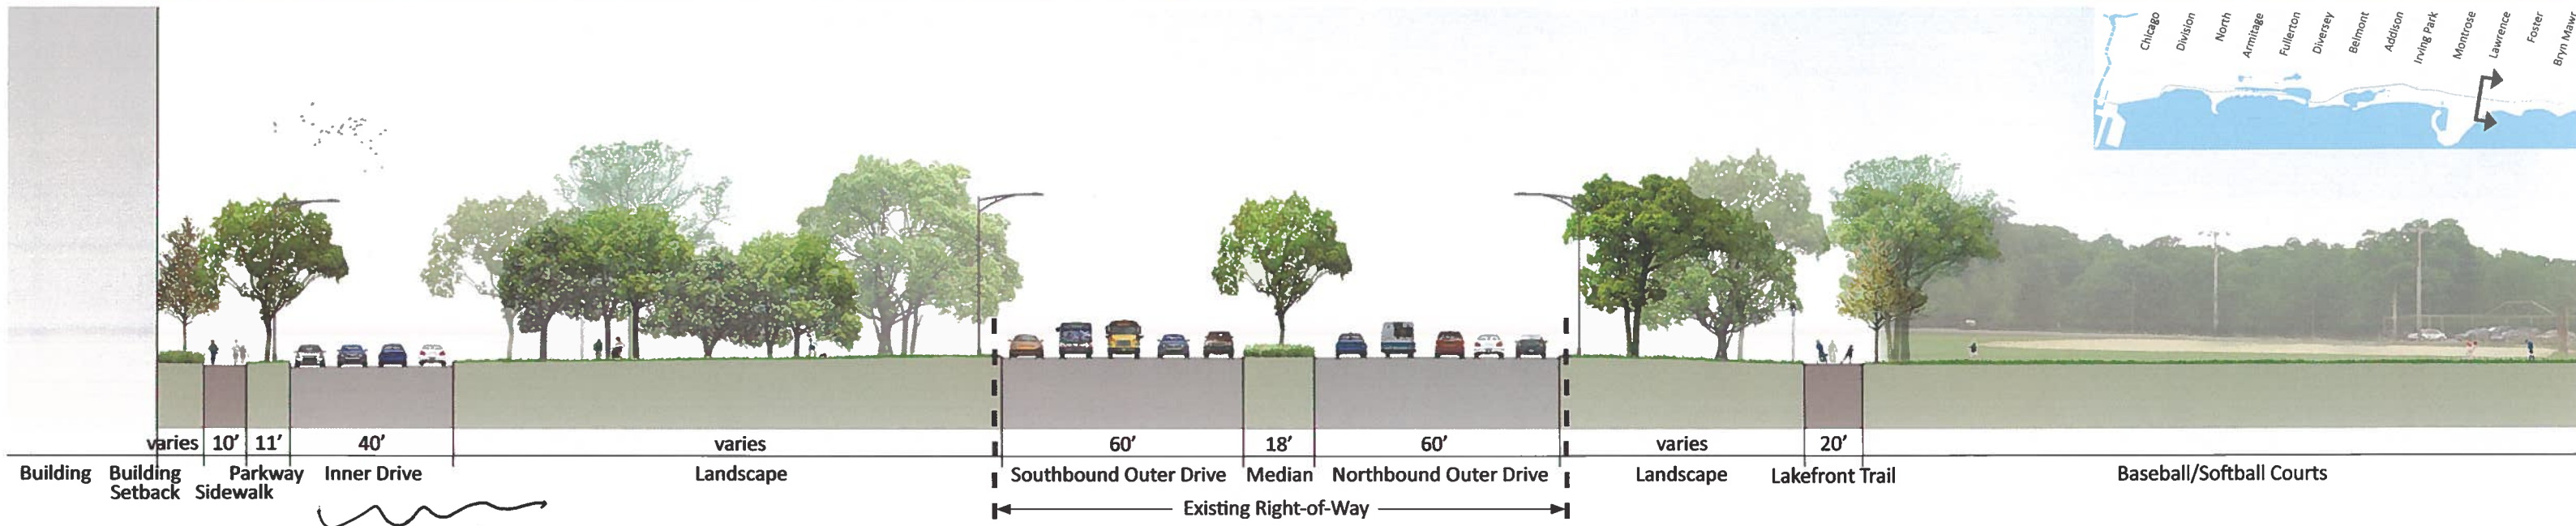 Chicago
Division
North
Armitage
Fullerton
Diversey
Belmont
Addison
Irving Park
Montrose
Lawrence
Foster
Bryn Mawr
varies 10' 11' 40' varies 60' 18' 60' varies 20'
Building Building Setback Sidewalk Parkway Inner Drive Landscape Southbound Outer Drive Median Northbound Outer Drive Landscape Lakefront Trail Baseball/Softball Courts
Existing Right-of-Way